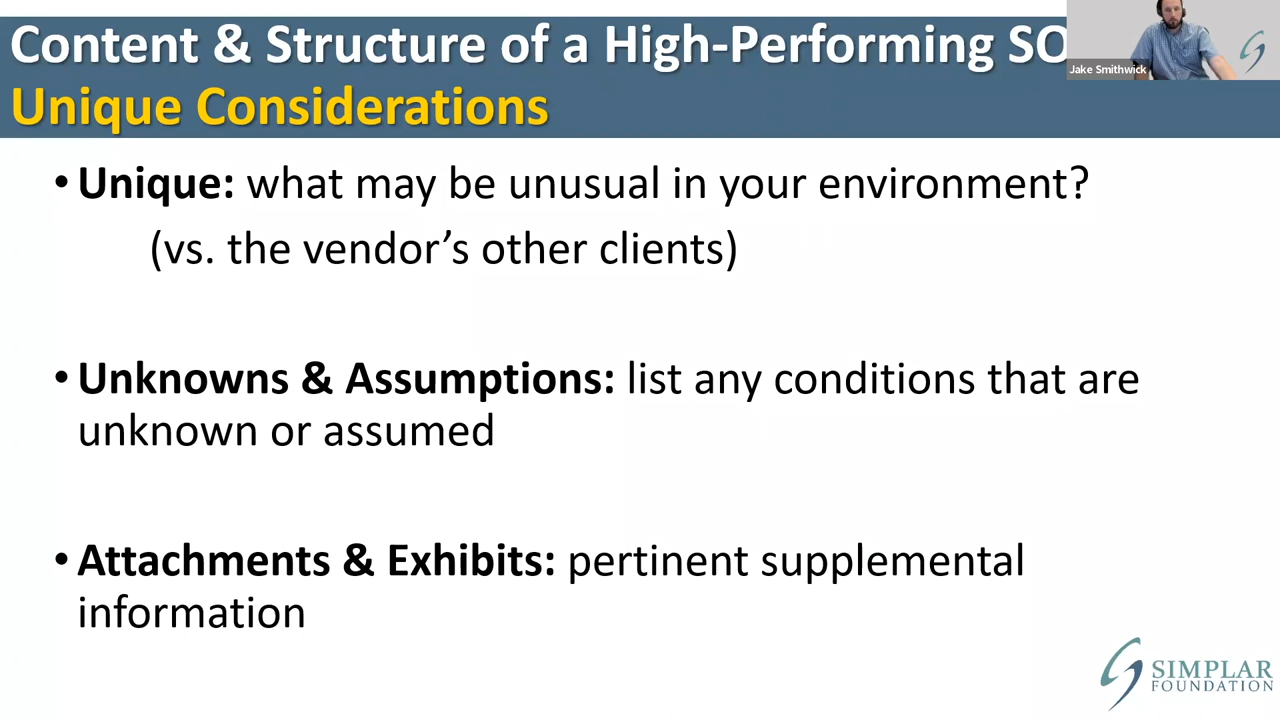 Content & Structure of a High-Performing SO
Jake Smithwick
Unique Considerations
• Unique: what may be unusual in your environment?
(vs. the vendor’s other clients)
• Unknowns & Assumptions: list any conditions that are
unknown or assumed
• Attachments & Exhibits: pertinent supplemental
information
SIMPLAR
FOUNDATION